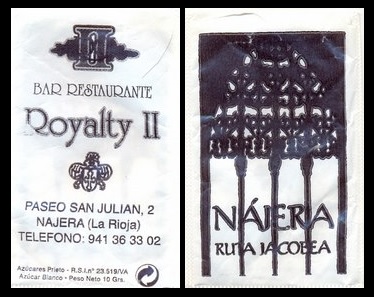 II
BAR RESTAURANTE
Royalty II
PASEO SAN JULIAN, 2
NAJERA (La Rioja)
TELEFONO: 941 36 33 02
Azúcares Prieto - R.S.I.nº 23.519/VA
Azúcar Blanco - Peso Neto 10 Grs.
NÁJERA
RUTA JACOBEA